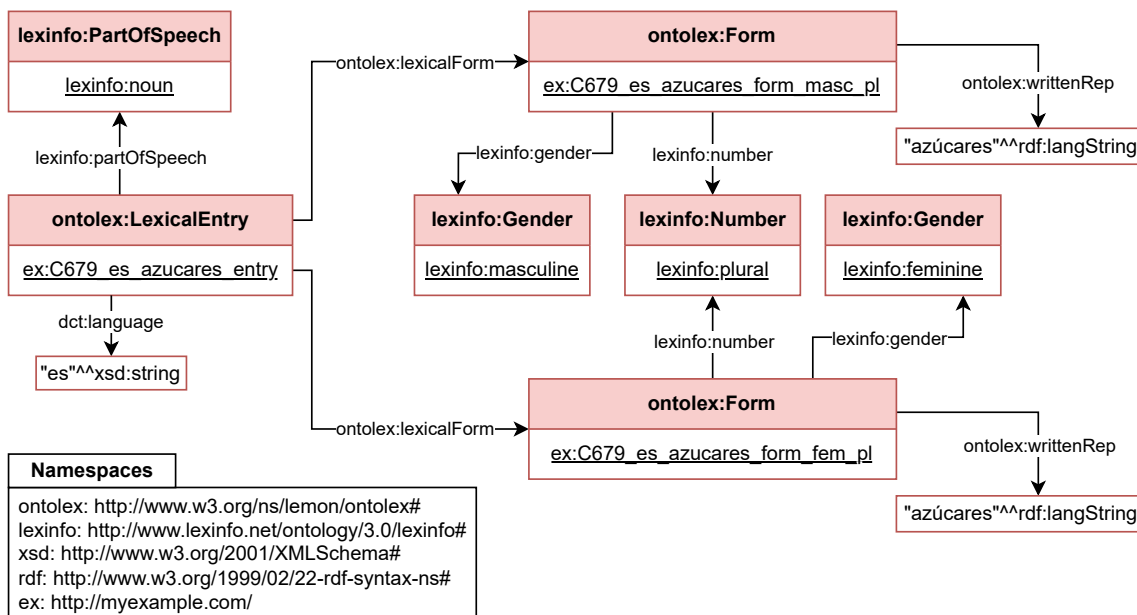 lexinfo:PartOfSpeech
lexinfo:noun
lexinfo:partOfSpeech
ontolex:LexicalEntry
ex:C679_es_azucares_entry
dct:language
"es"^^xsd:string
ontolex:lexicalForm
ontolex:Form
ex:C679_es_azucares_form_masc_pl
ontolex:writtenRep
"azúcares"^^rdf:langString
lexinfo:gender
lexinfo:number
lexinfo:Gender
lexinfo:masculine
lexinfo:Number
lexinfo:plural
lexinfo:Gender
lexinfo:feminine
lexinfo:number
lexinfo:gender
ontolex:lexicalForm
ontolex:Form
ex:C679_es_azucares_form_fem_pl
ontolex:writtenRep
"azúcares"^^rdf:langString
Namespaces
ontolex: http://www.w3.org/ns/lemon/ontolex#
lexinfo: http://www.lexinfo.net/ontology/3.0/lexinfo#
xsd: http://www.w3.org/2001/XMLSchema#
rdf: http://www.w3.org/1999/02/22-rdf-syntax-ns#
ex: http://myexample.com/